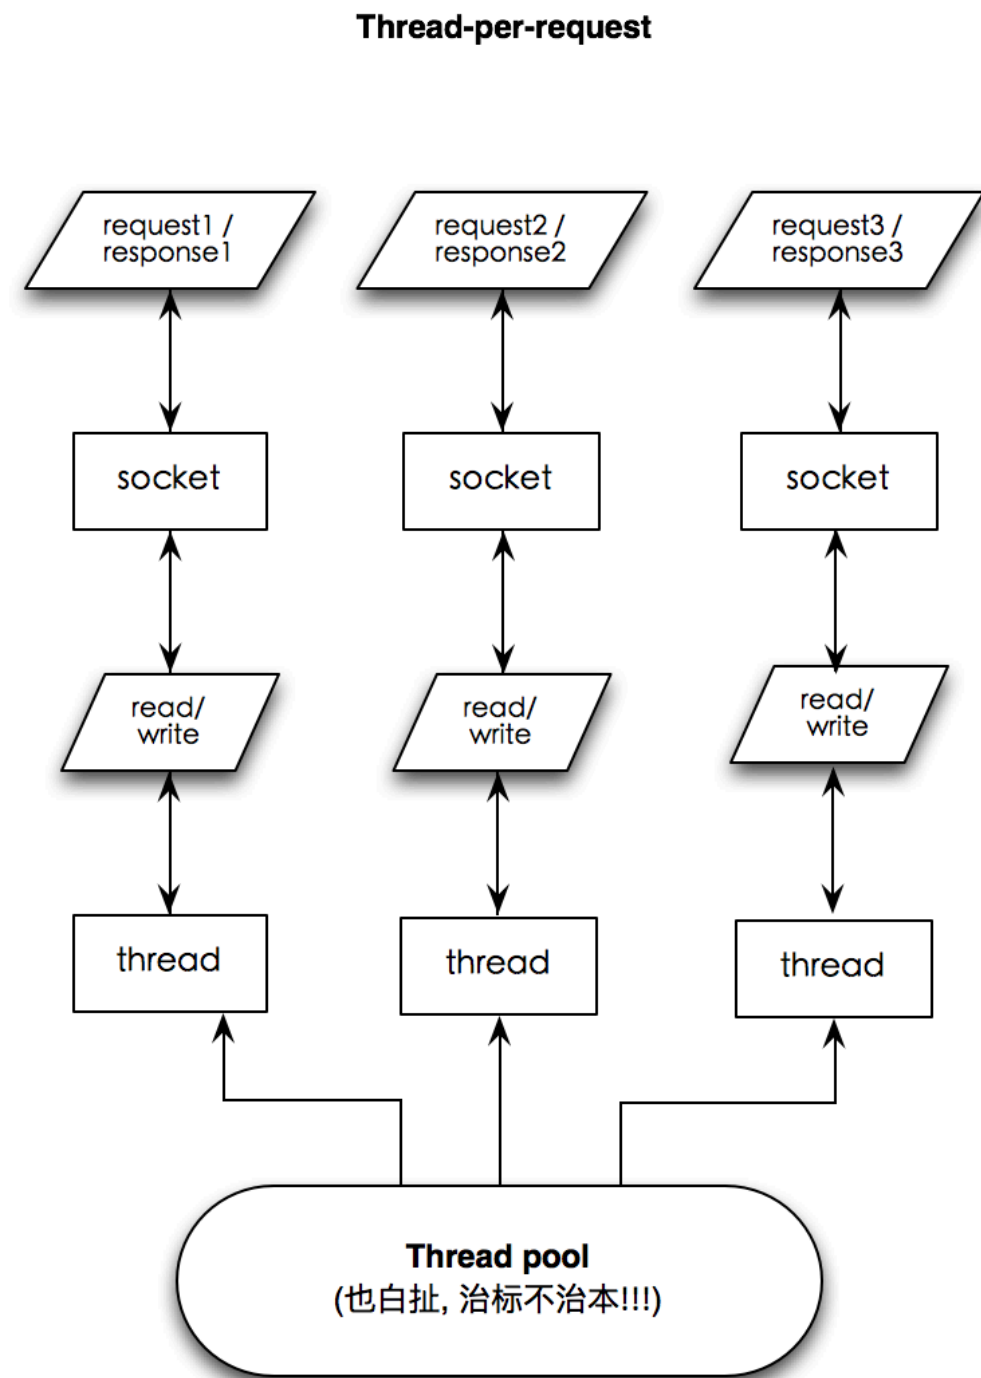 Thread-per-request
request1 /
response1
request2 /
response2
request3 /
response3
socket
socket
socket
read/
write
read/
write
read/
write
thread
thread
thread
Thread pool
(也白扯, 治标不治本!!!)